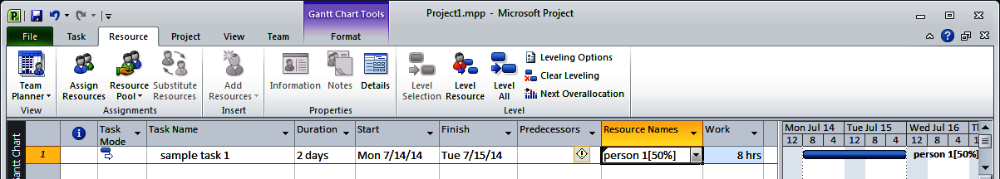 Gantt Chart Tools
Project1.mpp - Microsoft Project
File Task Resource Project View Team Format
Team Planner
Assign Resources
Resource Pool
Substitute Resources
Add Resources
Information
Notes
Details
Level Selection
Level Resource
Level All
Leveling Options
Clear Leveling
Next Overallocation
View Assignments Insert Properties Level
Task Mode Task Name Duration Start Finish Predecessors Resource Names Work
Mon Jul 14 Tue Jul 15 Wed Jul 16 Th
12 8 4 12 8 4 12 8 4 1
1 sample task 1 2 days Mon 7/14/14 Tue 7/15/14 person 1[50%] 8 hrs
person 1[50%]
Gantt Chart